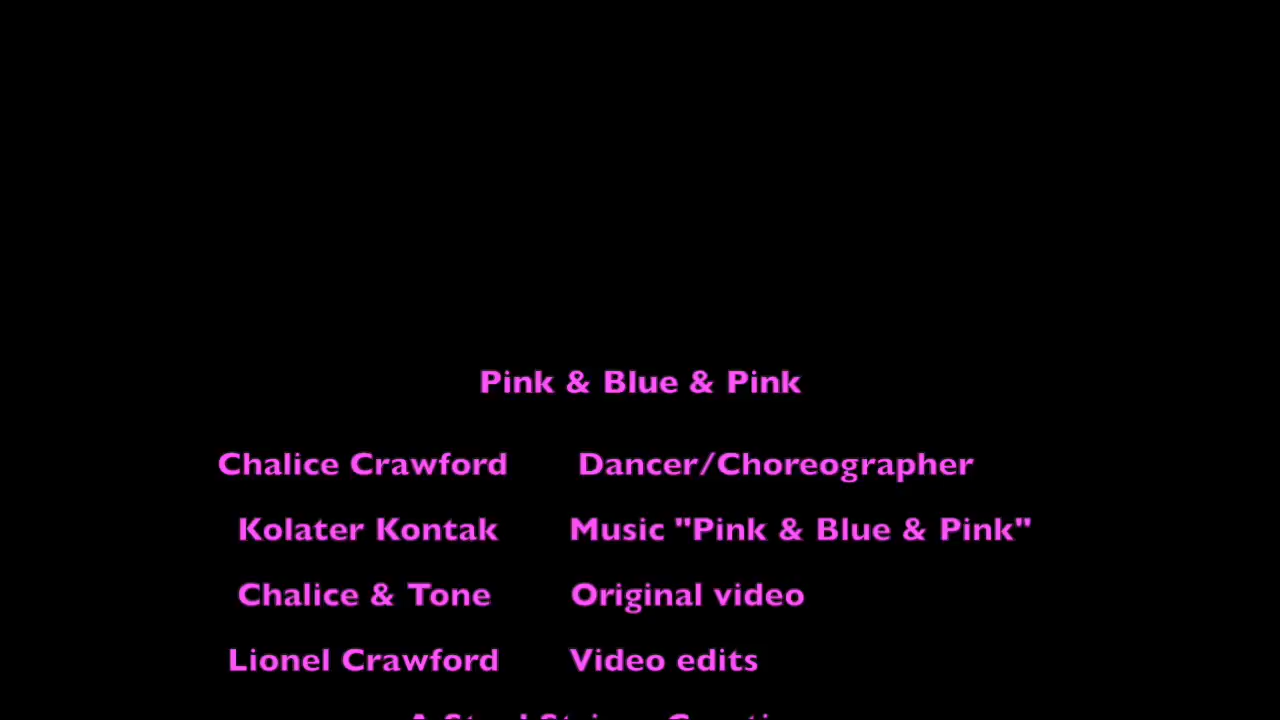 Pink & Blue & Pink
Chalice Crawford Dancer/Choreographer
Kolater Kontak Music "Pink & Blue & Pink"
Chalice & Tone Original video
Lionel Crawford Video edits